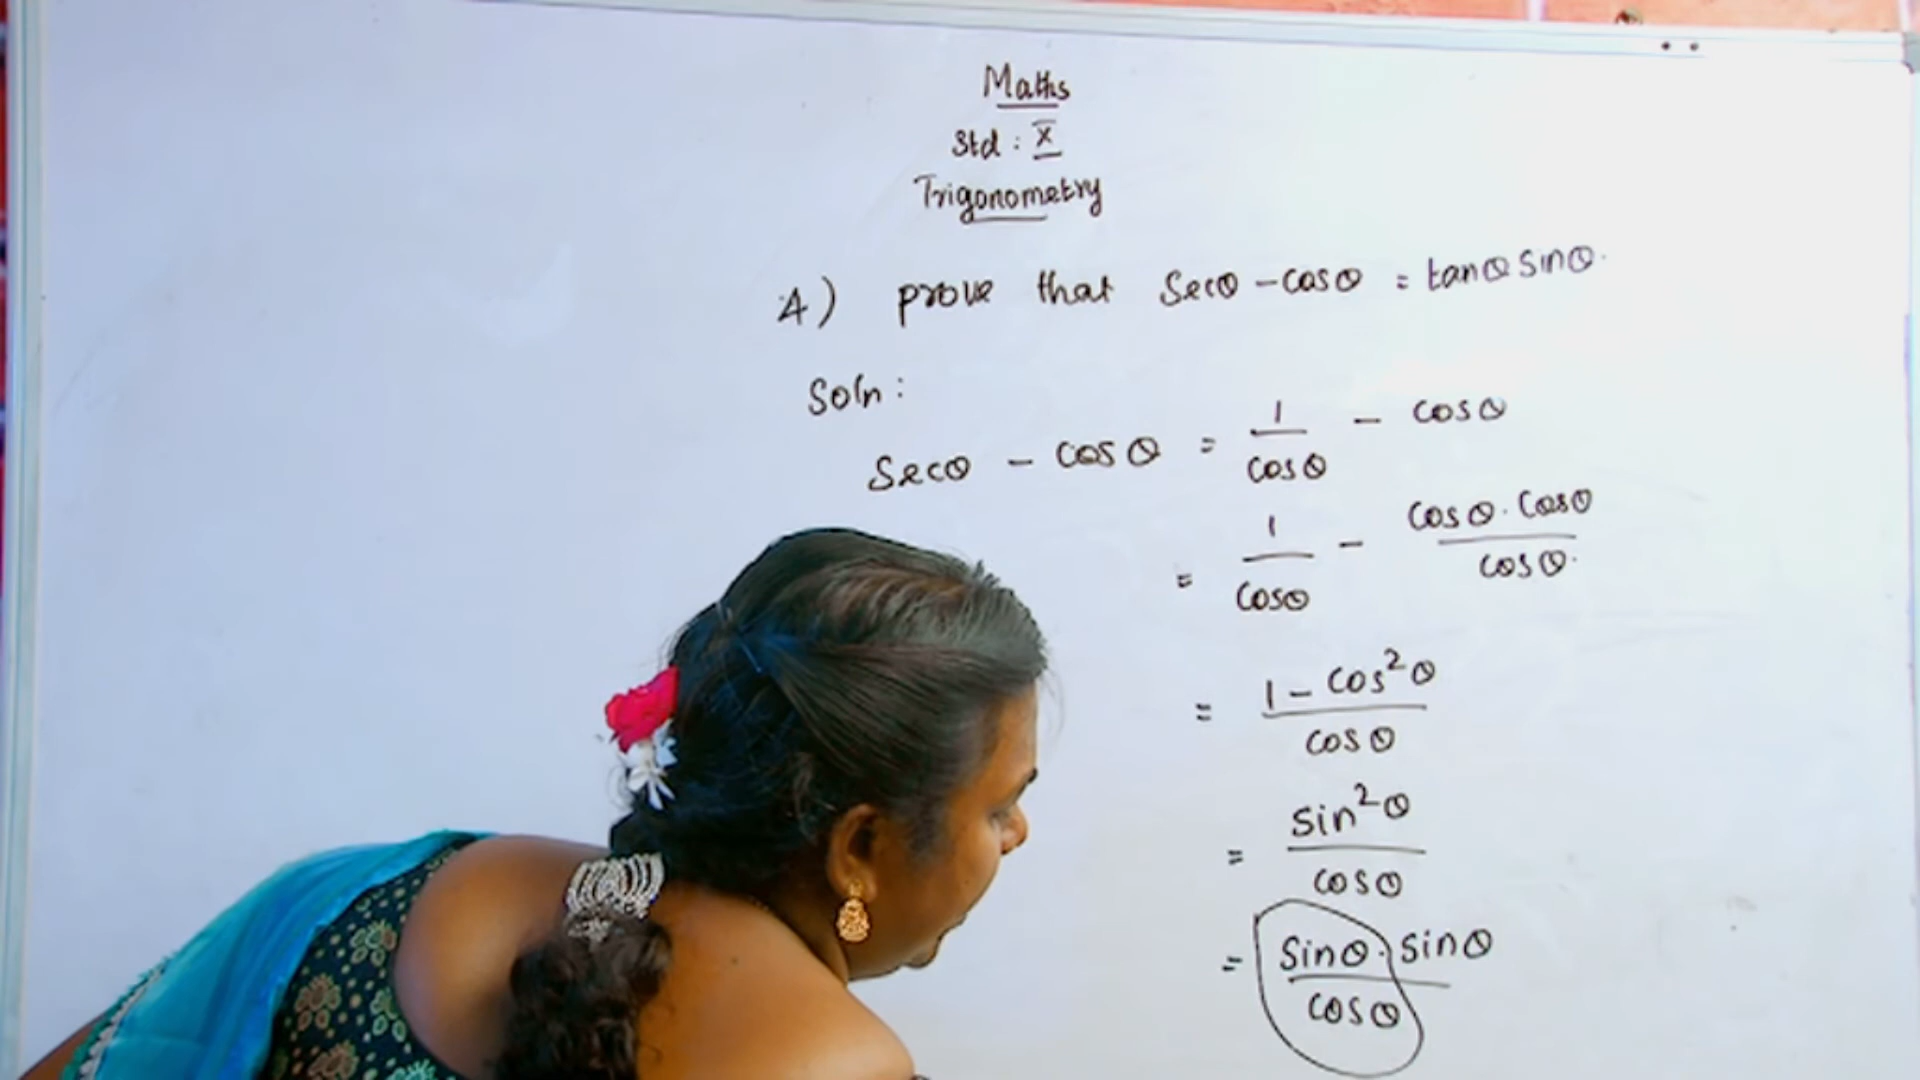 Maths
Std : X
Trigonometry
4) prove that Secθ - cosθ = tanθ sinθ.
Soln :
Secθ - cosθ = 1/cosθ - cosθ
= 1/cosθ - cosθ . cosθ/cosθ.
= 1 - cos²θ/cosθ
= sin²θ/cosθ
= sinθ . sinθ/cosθ